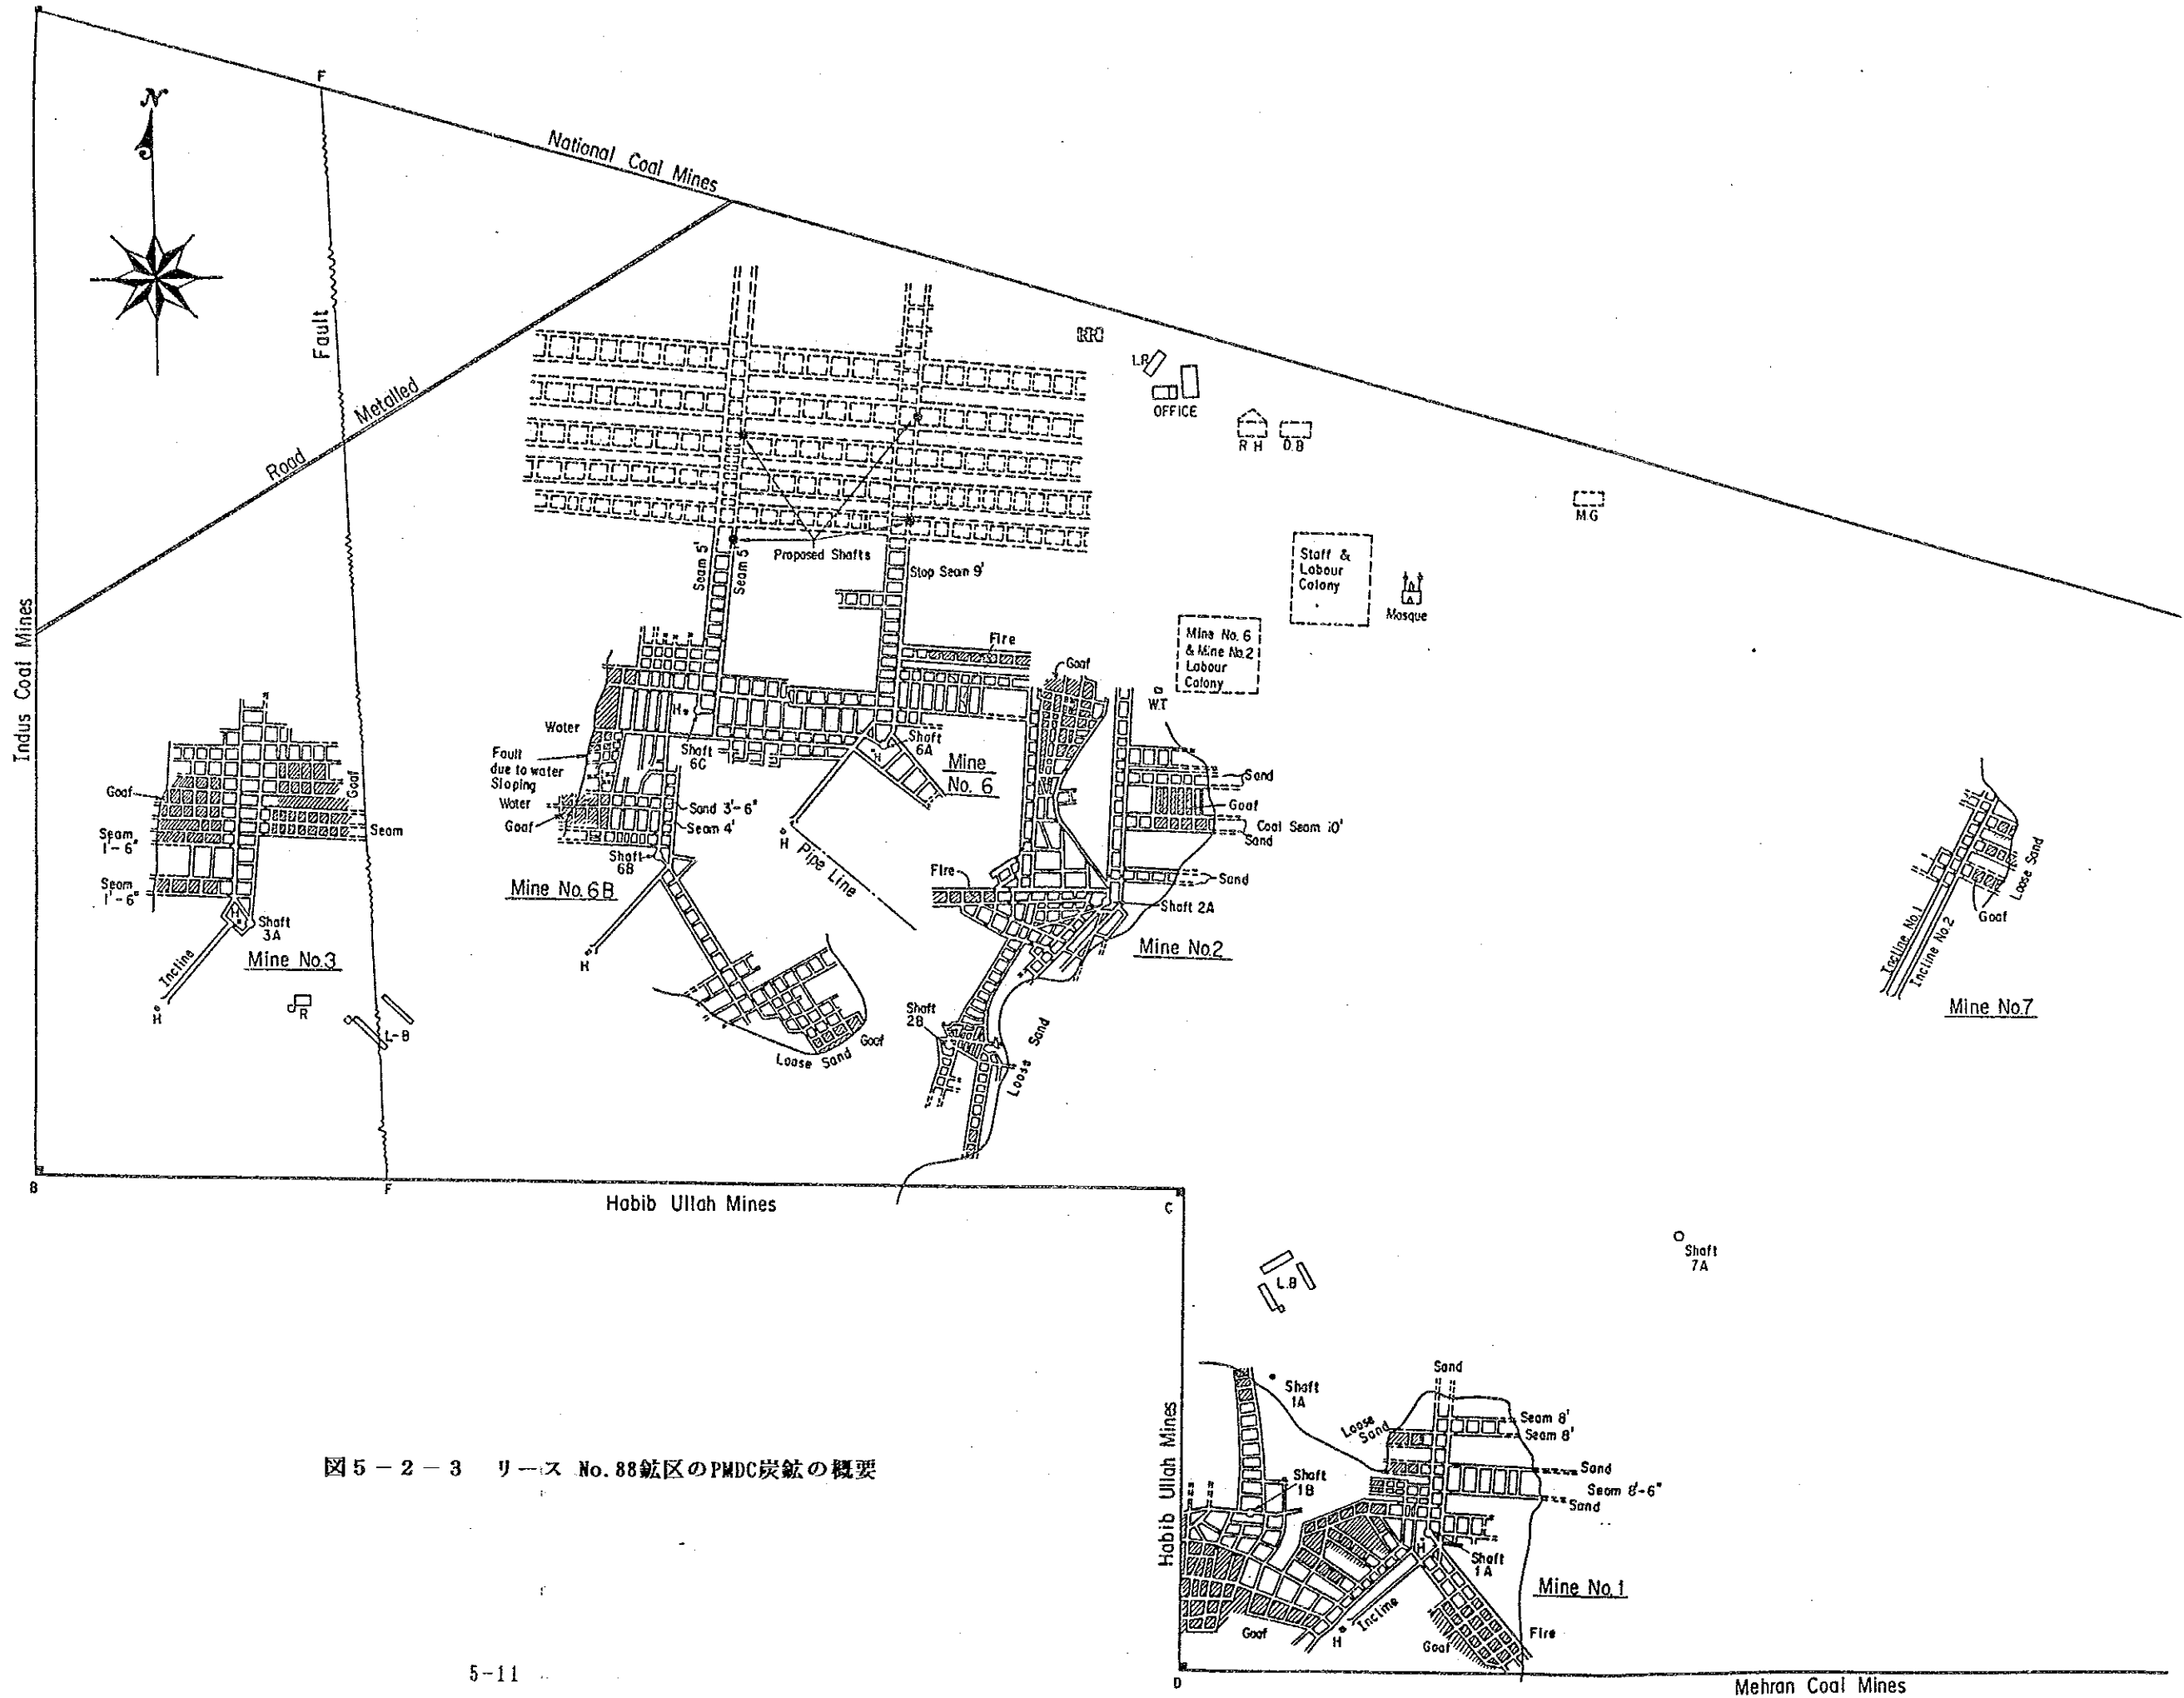 N
F
National Coal Mines
Fault
Road Metalled
Indus Coal Mines
I.R
OFFICE
R H
O.B
M.G
Proposed Shafts
Seam 5'
Seam 5'
Stop Seam 9'
Staff &
Labour
Colony
Mosque
Mine No. 6
& Mine No.2
Labour
Colony
W.T
Fire
Goaf
Water
Fault
due to water
Sloping
Water
Goaf
H
Shaft
6C
Shaft
6A
Mine
No. 6
Sand 3'-6"
Seam 4'
Shaft
6B
Mine No.6B
H
H
Pipe Line
Goaf
Goaf
Seam
Seam
1'-6"
Seam
1'-6"
H
Shaft
3A
Incline
Mine No.3
H
R
L-B
Loose Sand
Goaf
Fire
Sand
Goaf
Coal Seam 10'
Sand
Sand
Shaft 2A
Mine No.2
Shaft
2B
Loose Sand
Loose Sand
Goaf
Incline No.1
Incline No.2
Mine No.7
B
F
Habib Ullah Mines
C
Shaft
7A
L.B
Habib Ullah Mines
Shaft
1A
Sand
Loose
Sand
Seam 8'
Seam 8'
Sand
Seam 8'-6"
Sand
Shaft
1B
H
Shaft
1A
Mine No.1
Incline
Goaf
H
Goaf
Fire
D
Mehran Coal Mines
図5-2-3 リース No.88鉱区のPMDC炭鉱の概要
5-11